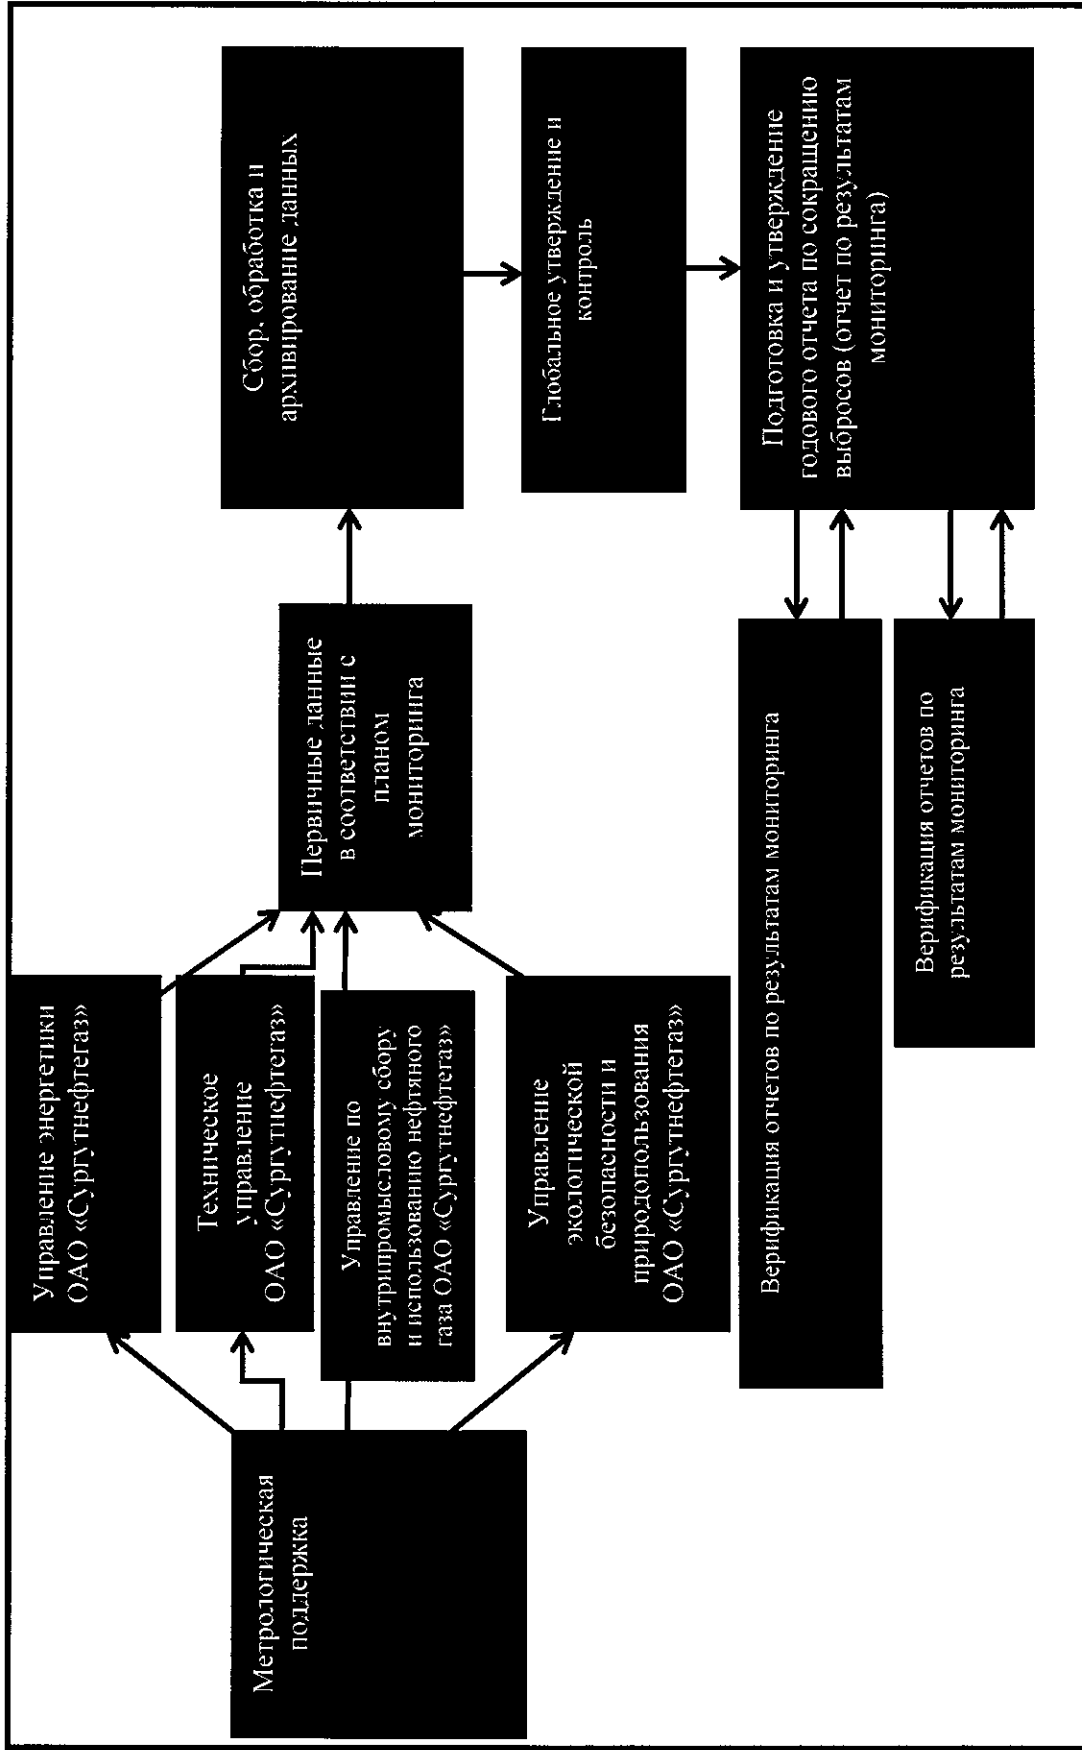 Управление энергетики
ОАО «Сургутнефтегаз»
Техническое
управление
ОАО «Сургутнефтегаз»
Управление по
внутрипромысловому сбору
и использованию нефтяного
газа ОАО «Сургутнефтегаз»
Управление
экологической
безопасности и
природопользования
ОАО «Сургутнефтегаз»
Метрологическая
поддержка
Первичные данные
в соответствии с
планом
мониторинга
Сбор, обработка и
архивирование данных
Глобальное утверждение и
контроль
Подготовка и утверждение
годового отчета по сокращению
выбросов (отчет по результатам
мониторинга)
Верификация отчетов по результатам мониторинга
Верификация отчетов по
результатам мониторинга